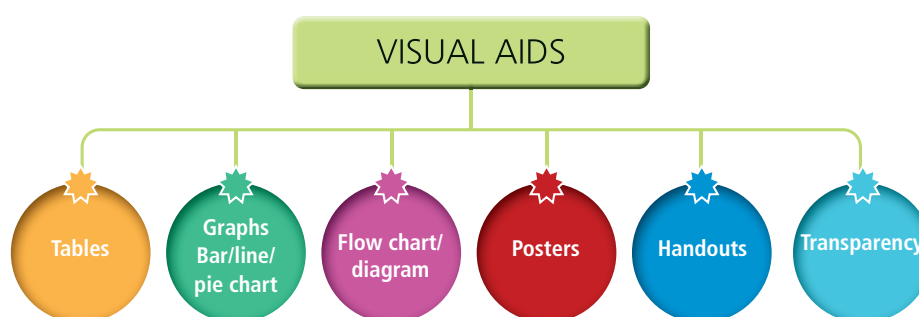 VISUAL AIDS
Tables
Graphs
Bar/line/
pie chart
Flow chart/
diagram
Posters
Handouts
Transparency